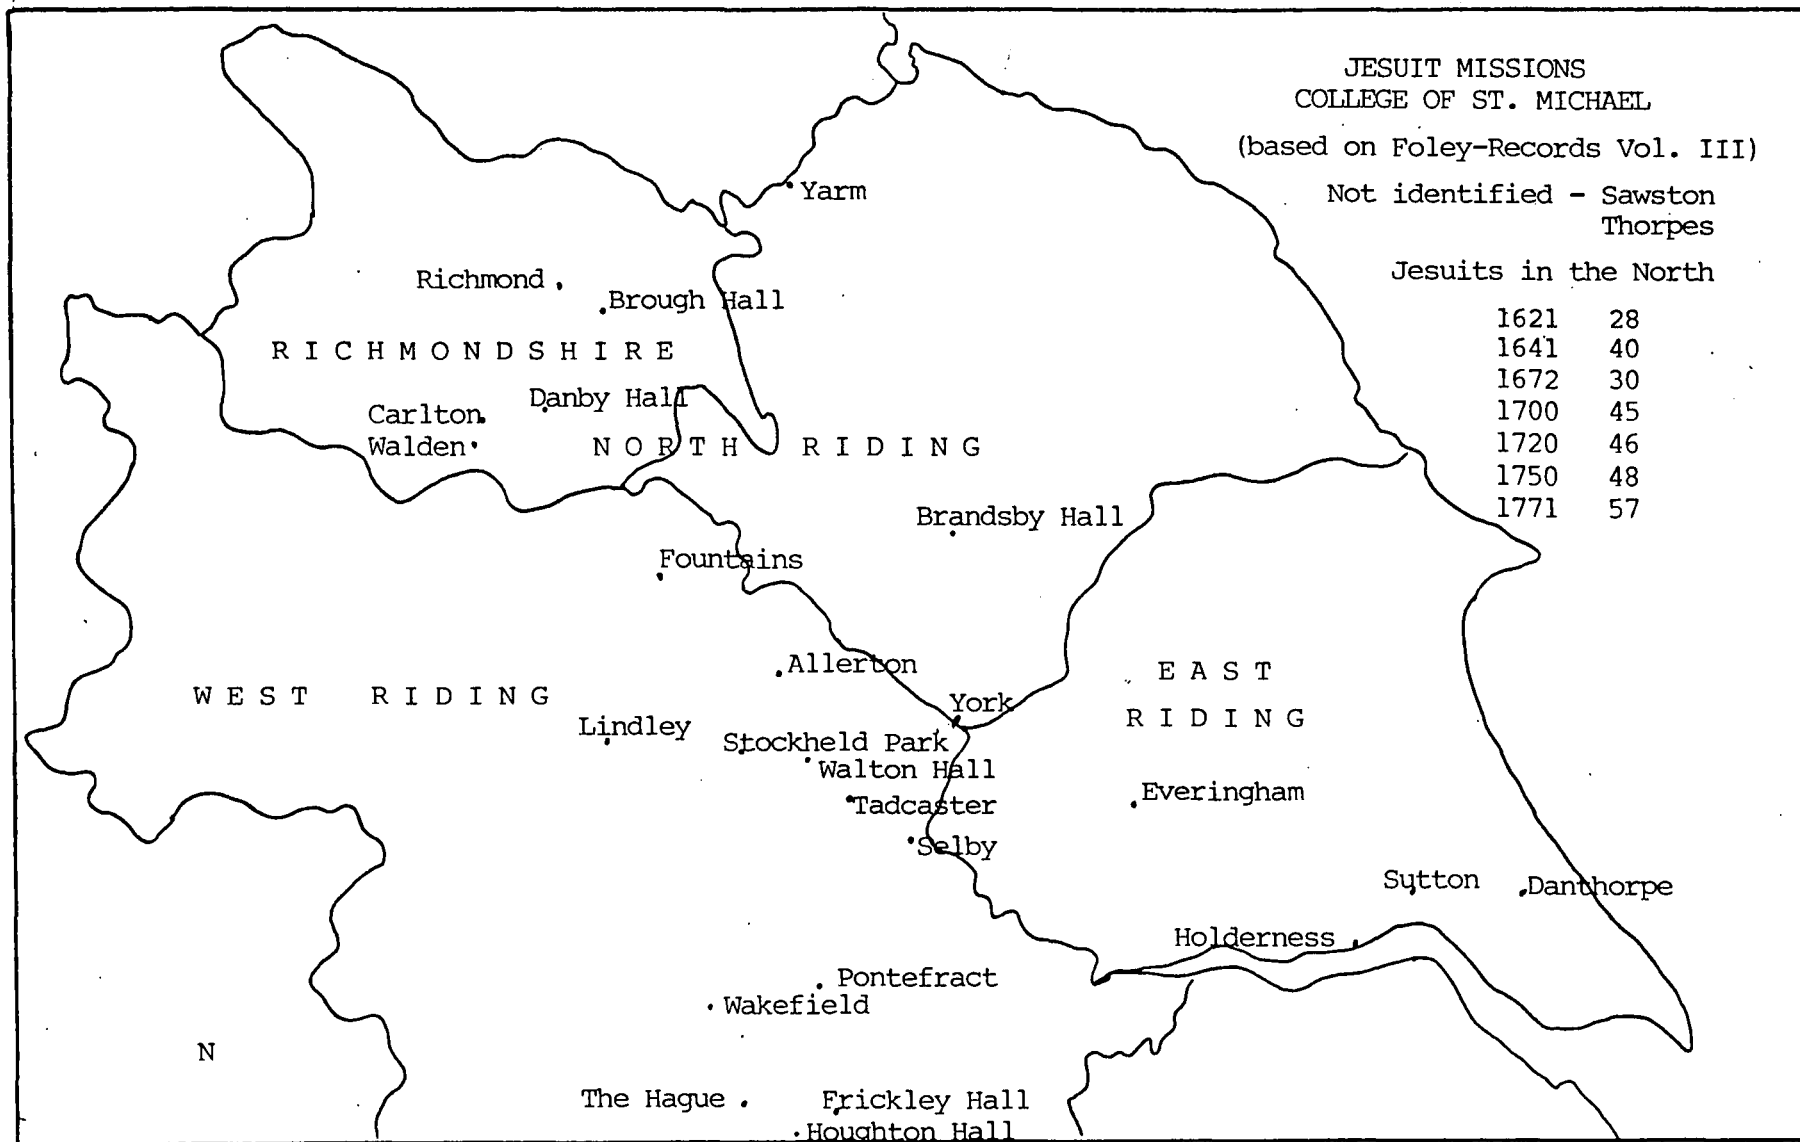 JESUIT MISSIONS
COLLEGE OF ST. MICHAEL
(based on Foley-Records Vol. III)
Not identified - Sawston
Thorpes
Jesuits in the North
1621 28
1641 40
1672 30
1700 45
1720 46
1750 48
1771 57
Yarm
Richmond
Brough Hall
RICHMONDSHIRE
Danby Hall
Carlton
Walden
NORTH RIDING
Brandsby Hall
Fountains
Allerton
EAST
RIDING
WEST RIDING
York
Lindley
Stockheld Park
Walton Hall
Tadcaster
Everingham
Selby
Sutton
Danthorpe
Holderness
Pontefract
Wakefield
N
The Hague
Frickley Hall
Houghton Hall